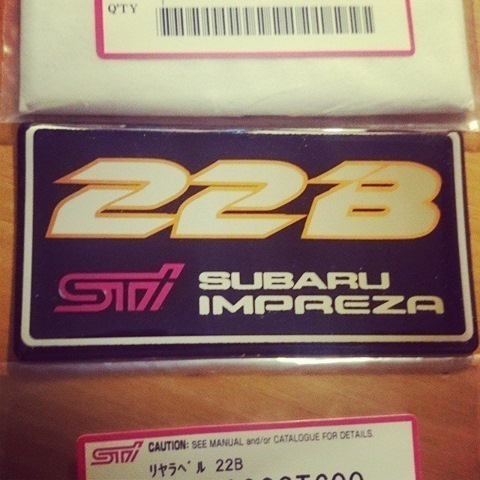 Q'TY
22B
STi SUBARU
IMPREZA
STi CAUTION: SEE MANUAL and/or CATALOGUE FOR DETAILS.
リヤラベル 22B